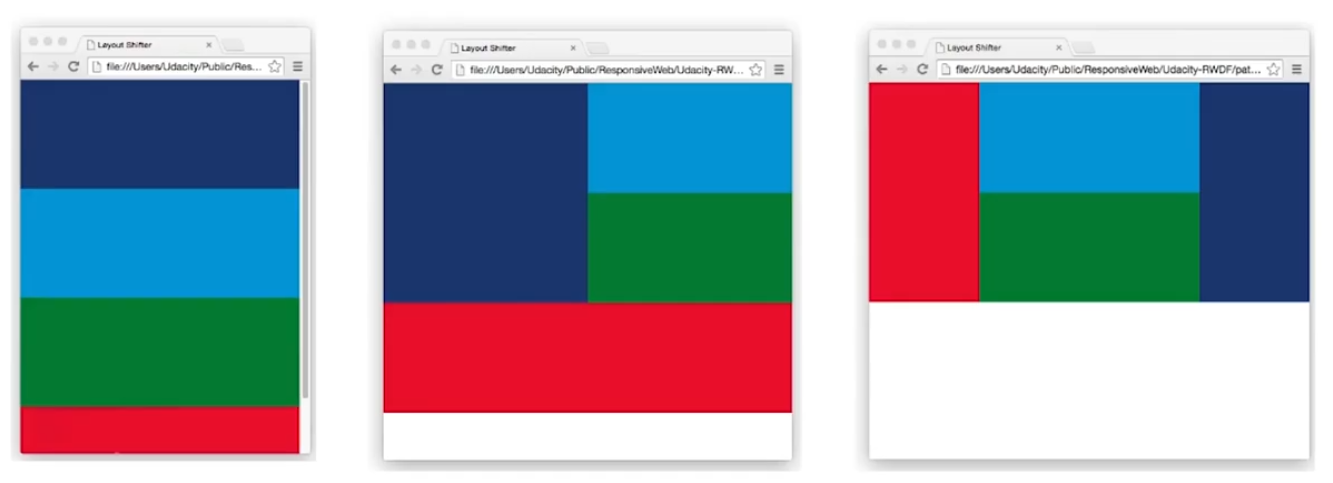 Layout Shifter
file:///Users/Udacity/Public/Res...
Layout Shifter
file:///Users/Udacity/Public/ResponsiveWeb/Udacity-RW...
Layout Shifter
file:///Users/Udacity/Public/ResponsiveWeb/Udacity-RWDF/pat...